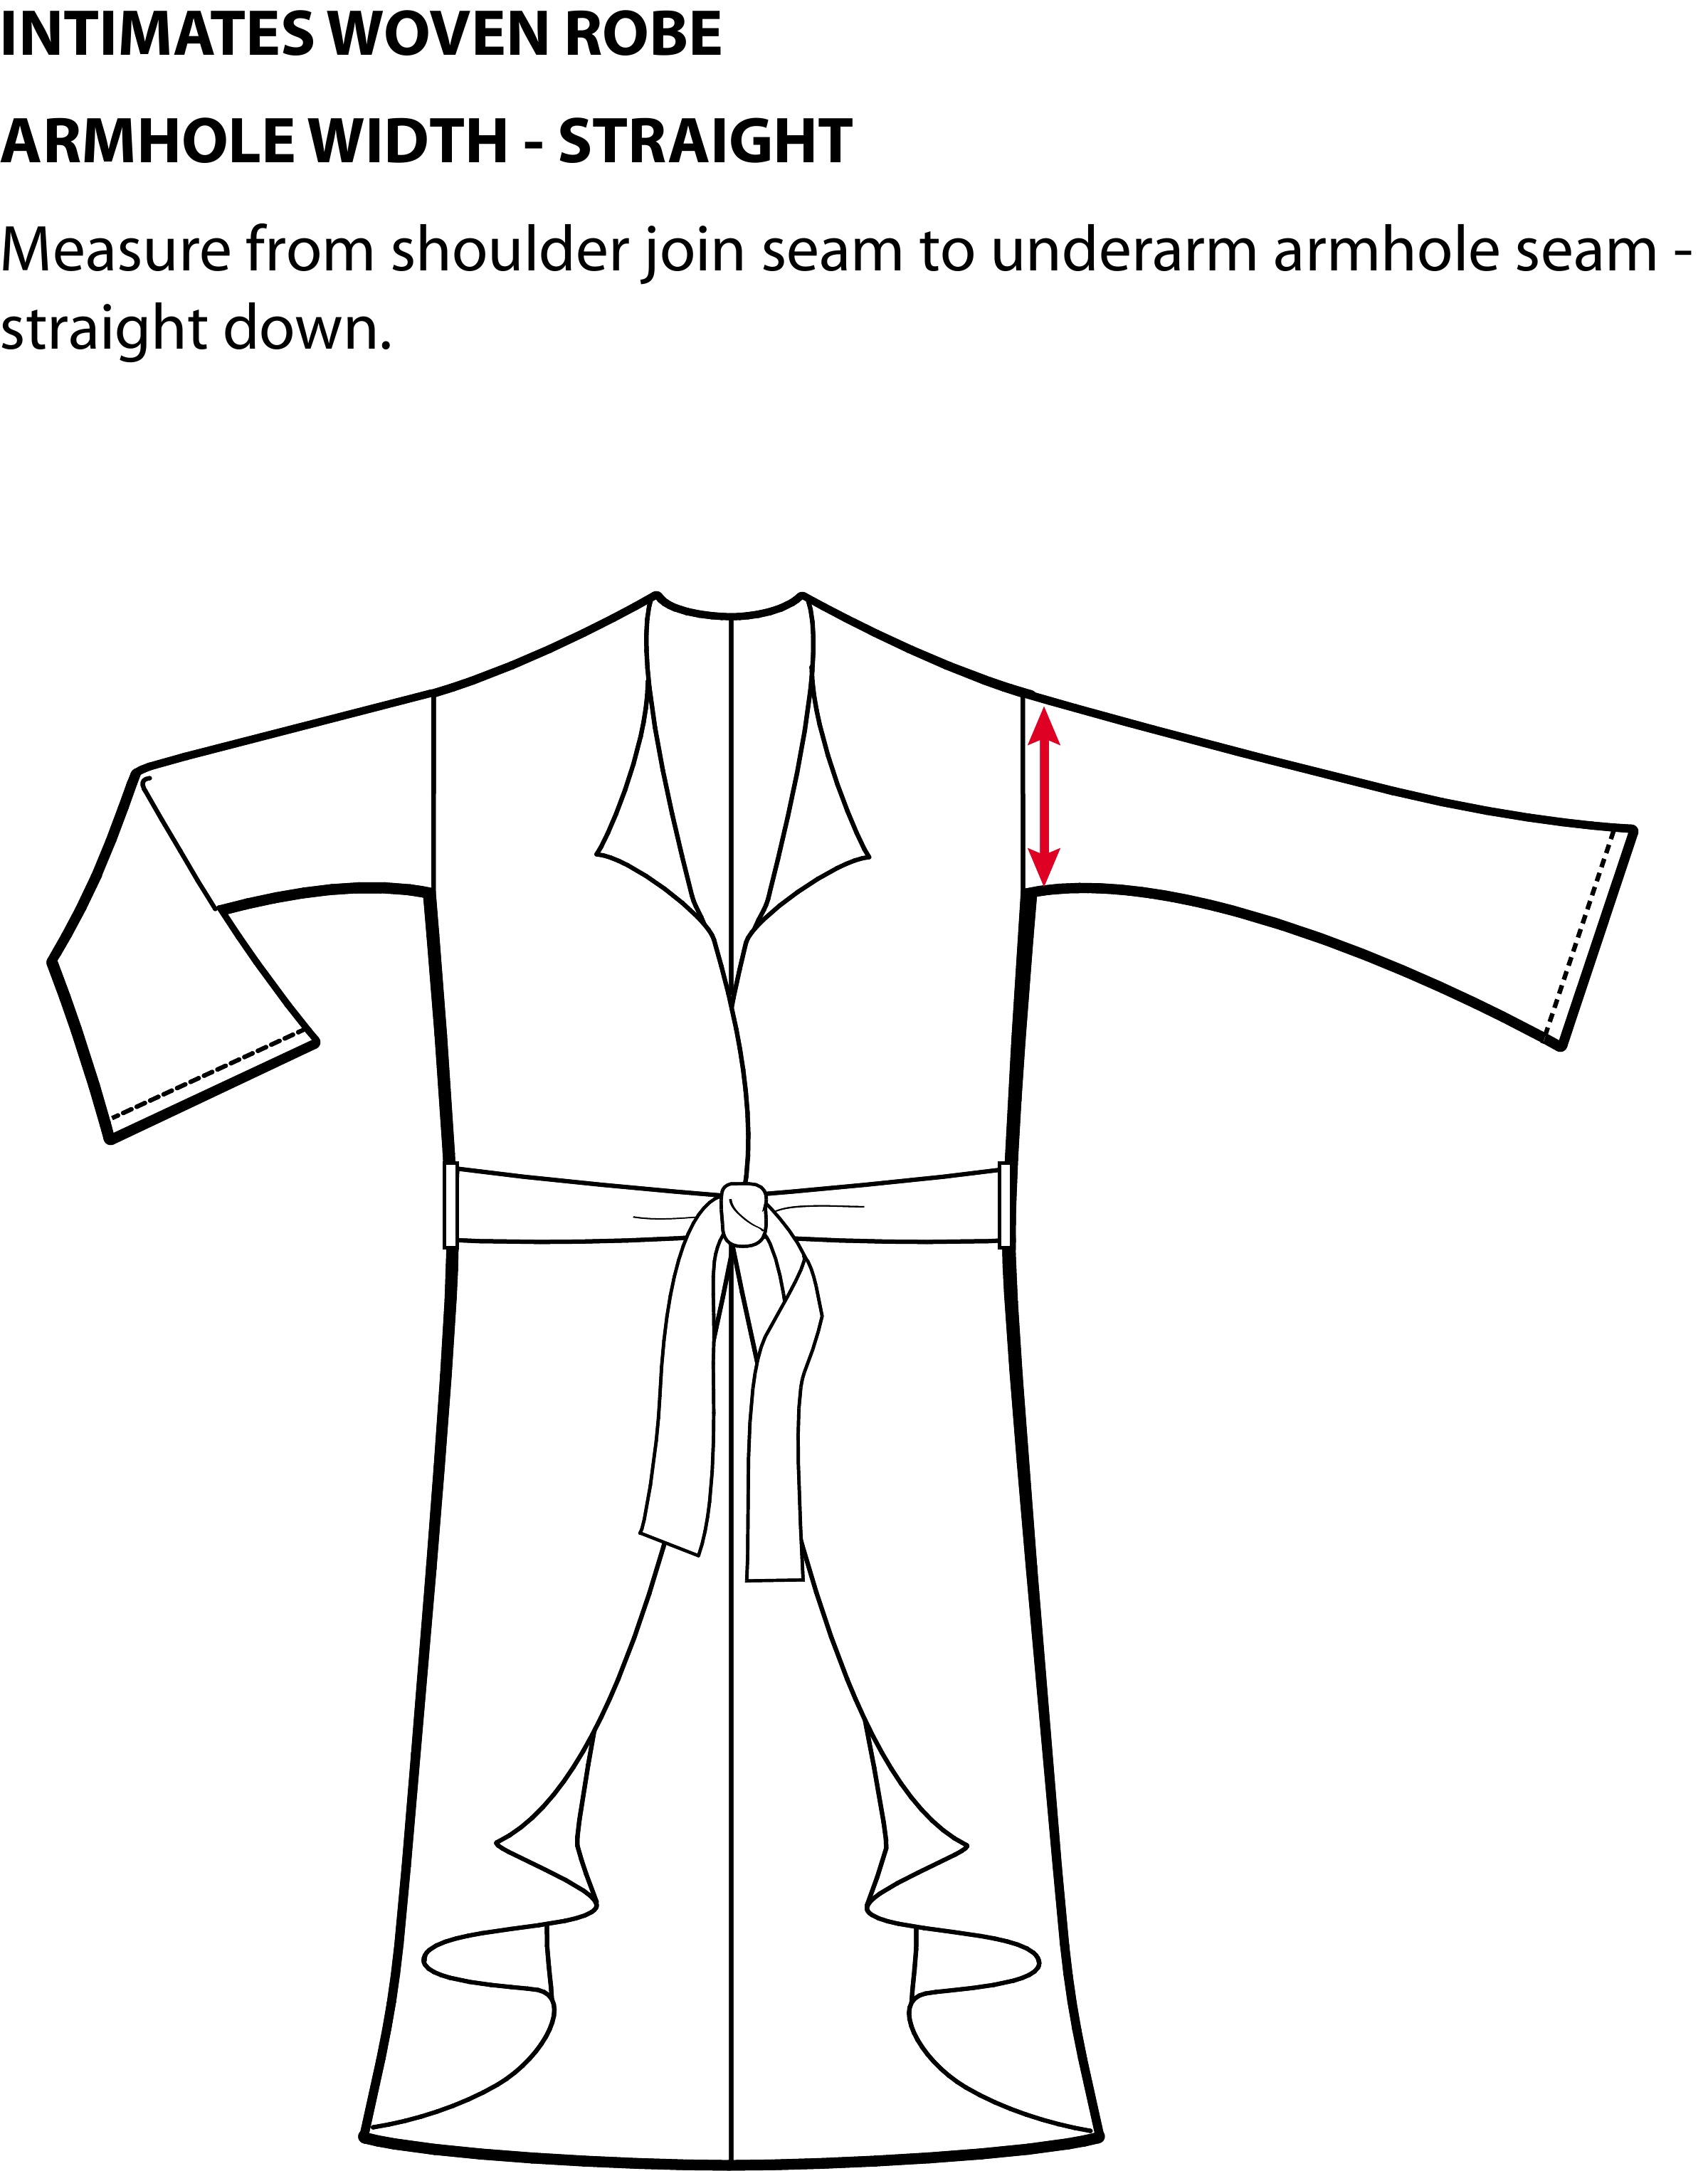 INTIMATES WOVEN ROBE
ARMHOLE WIDTH - STRAIGHT
Measure from shoulder join seam to underarm armhole seam -
straight down.